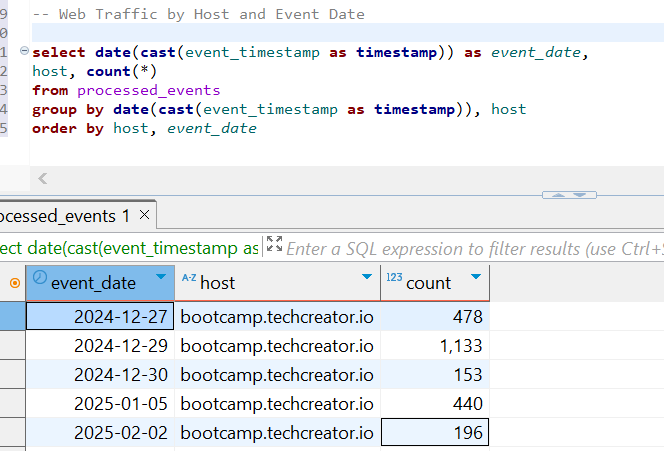 9 -- Web Traffic by Host and Event Date
0
1 select date(cast(event_timestamp as timestamp)) as event_date,
2 host, count(*)
3 from processed_events
4 group by date(cast(event_timestamp as timestamp)), host
5 order by host, event_date
ocessed_events 1
ect date(cast(event_timestamp as Enter a SQL expression to filter results (use Ctrl+S
event_date A-Z host 123 count
2024-12-27 bootcamp.techcreator.io 478
2024-12-29 bootcamp.techcreator.io 1,133
2024-12-30 bootcamp.techcreator.io 153
2025-01-05 bootcamp.techcreator.io 440
2025-02-02 bootcamp.techcreator.io 196